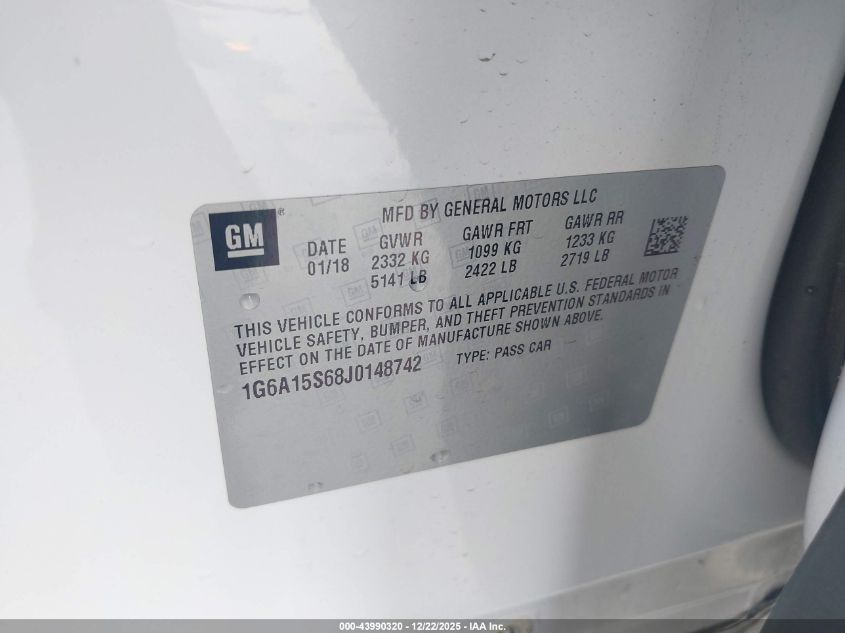 GM
MFD BY GENERAL MOTORS LLC
DATE GVWR GAWR FRT GAWR RR
01/18 2332 KG 1099 KG 1233 KG
5141 LB 2422 LB 2719 LB
THIS VEHICLE CONFORMS TO ALL APPLICABLE U.S. FEDERAL MOTOR
VEHICLE SAFETY, BUMPER, AND THEFT PREVENTION STANDARDS IN
EFFECT ON THE DATE OF MANUFACTURE SHOWN ABOVE.
1G6A15S68J0148742 TYPE: PASS CAR
000-43990320 - 12/22/2025 - IAA Inc.